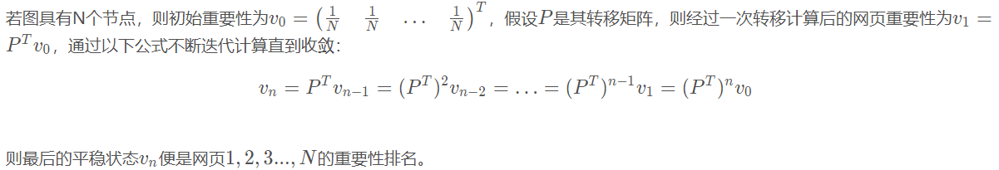 若图具有N个节点，则初始重要性为$v_0 = \left(\frac{1}{N} \quad \frac{1}{N} \quad \dots \quad \frac{1}{N}\right)^T$，假设$P$是其转移矩阵，则经过一次转移计算后的网页重要性为$v_1 =$
$P^T v_0$，通过以下公式不断迭代计算直到收敛：
$v_n = P^T v_{n-1} = (P^T)^2 v_{n-2} = \dots = (P^T)^{n-1} v_1 = (P^T)^n v_0$
则最后的平稳状态$v_n$便是网页$1, 2, 3..., N$的重要性排名。